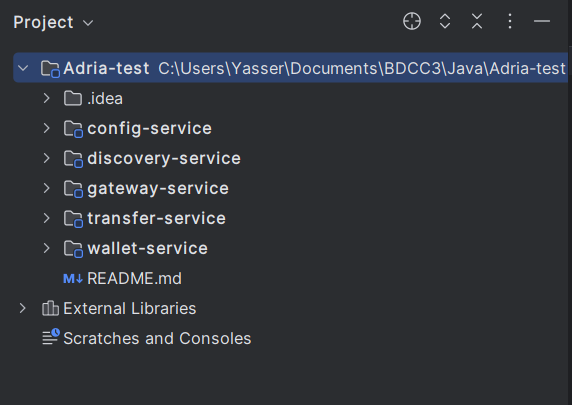 Project
Adria-test C:\Users\Yasser\Documents\BDCC3\Java\Adria-test
.idea
config-service
discovery-service
gateway-service
transfer-service
wallet-service
M↓ README.md
External Libraries
Scratches and Consoles